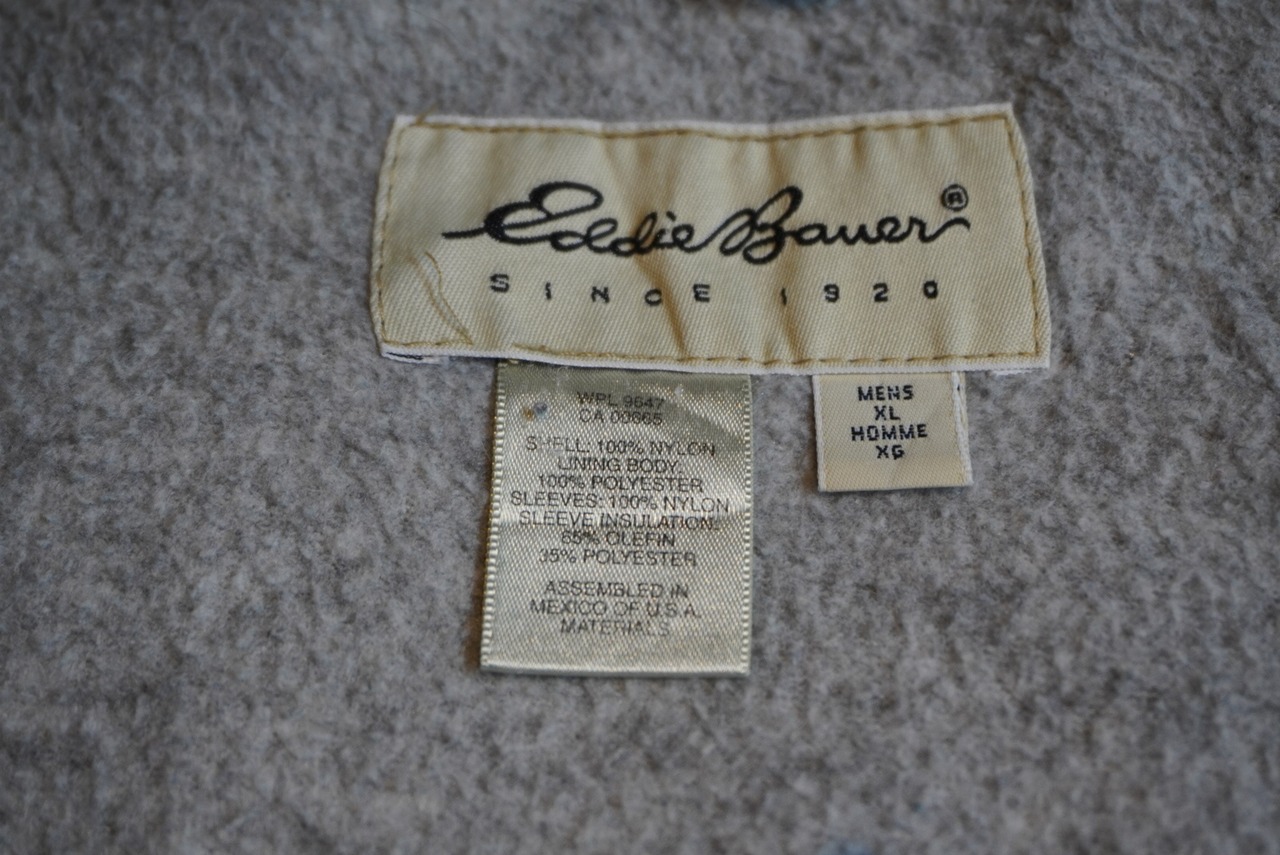 Eddie Bauer®
SINCE 1920
WPL 9647
CA 00665
SHELL: 100% NYLON
LINING BODY:
100% POLYESTER
SLEEVES: 100% NYLON
SLEEVE INSULATION:
65% OLEFIN
35% POLYESTER
ASSEMBLED IN
MEXICO OF U.S.A.
MATERIALS
MENS
XL
HOMME
XG